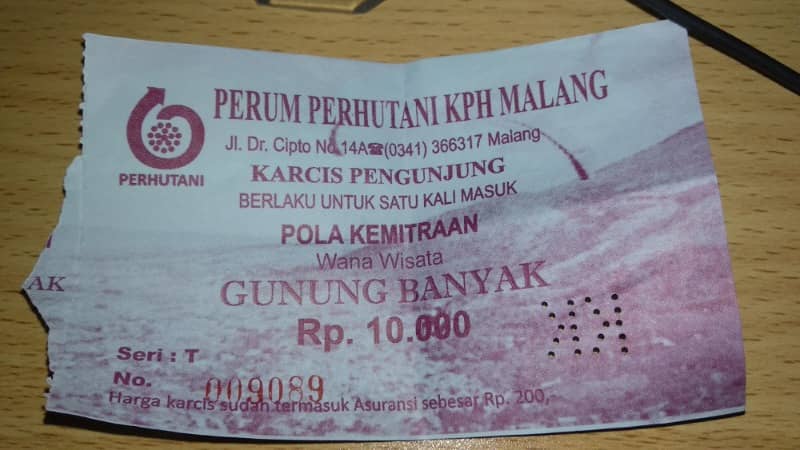 PERUM PERHUTANI KPH MALANG
Jl. Dr. Cipto No.14A☎(0341) 366317 Malang
PERHUTANI
KARCIS PENGUNJUNG
BERLAKU UNTUK SATU KALI MASUK
POLA KEMITRAAN
Wana Wisata
GUNUNG BANYAK
Rp. 10.000
AK
Seri : T
No. 009089
Harga karcis sudah termasuk Asuransi sebesar Rp. 200,-